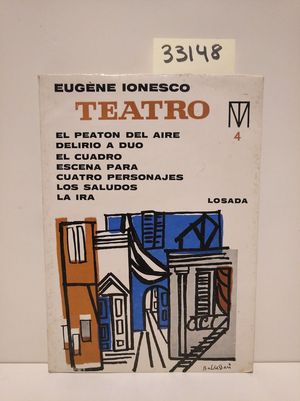 33148
EUGÈNE IONESCO
TEATRO
4
EL PEATON DEL AIRE
DELIRIO A DUO
EL CUADRO
ESCENA PARA
CUATRO PERSONAJES
LOS SALUDOS
LA IRA
LOSADA